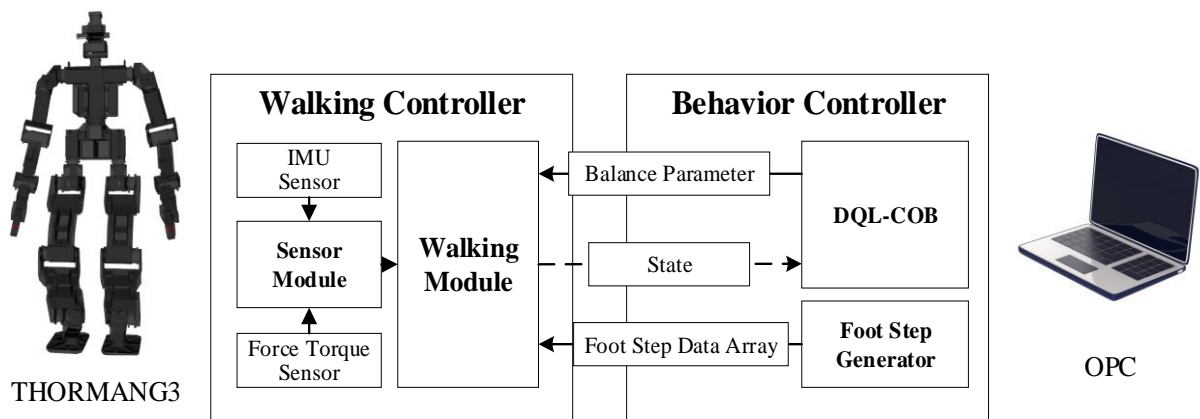 THORMANG3
Walking Controller
IMU
Sensor
Sensor
Module
Force Torque
Sensor
Walking
Module
Behavior Controller
Balance Parameter
State
Foot Step Data Array
DQL-COB
Foot Step
Generator
OPC